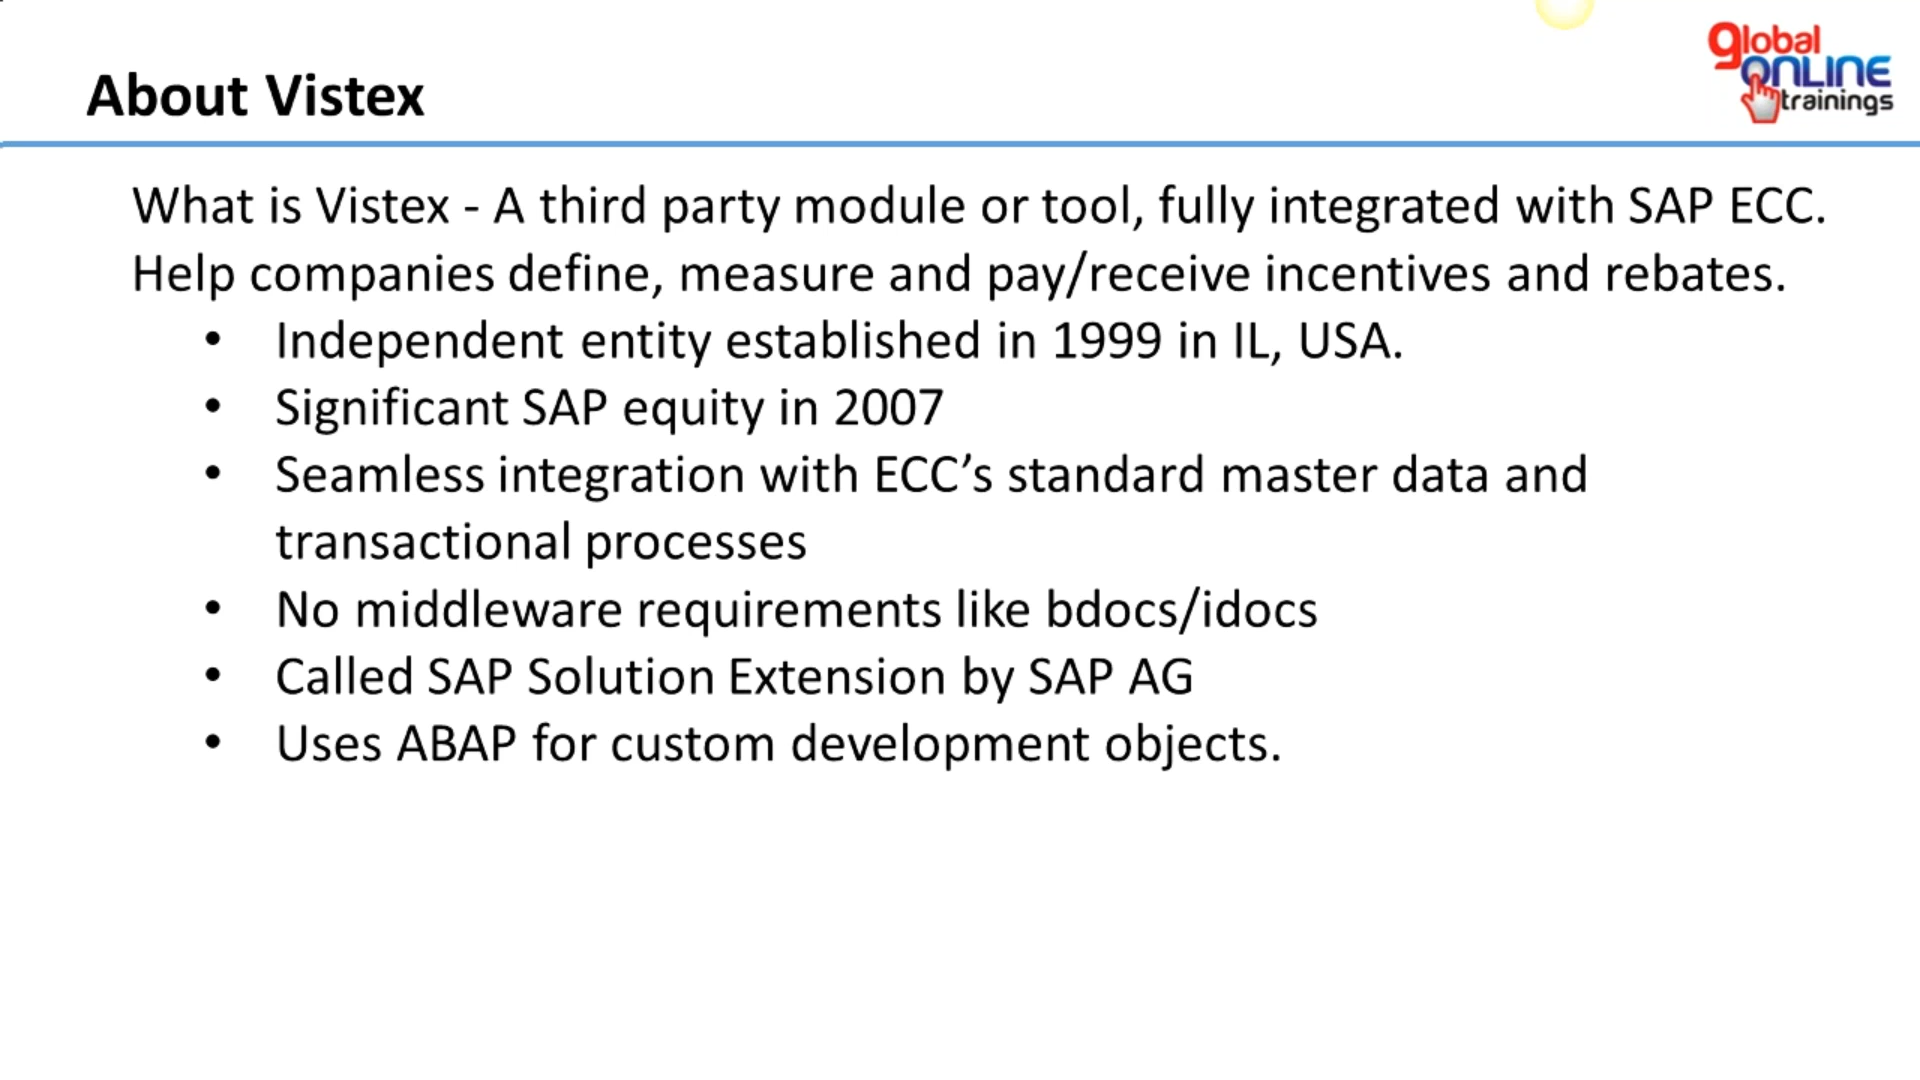 About Vistex
global
ONLINE
trainings
What is Vistex - A third party module or tool, fully integrated with SAP ECC.
Help companies define, measure and pay/receive incentives and rebates.
• Independent entity established in 1999 in IL, USA.
• Significant SAP equity in 2007
• Seamless integration with ECC’s standard master data and
transactional processes
• No middleware requirements like bdocs/idocs
• Called SAP Solution Extension by SAP AG
• Uses ABAP for custom development objects.